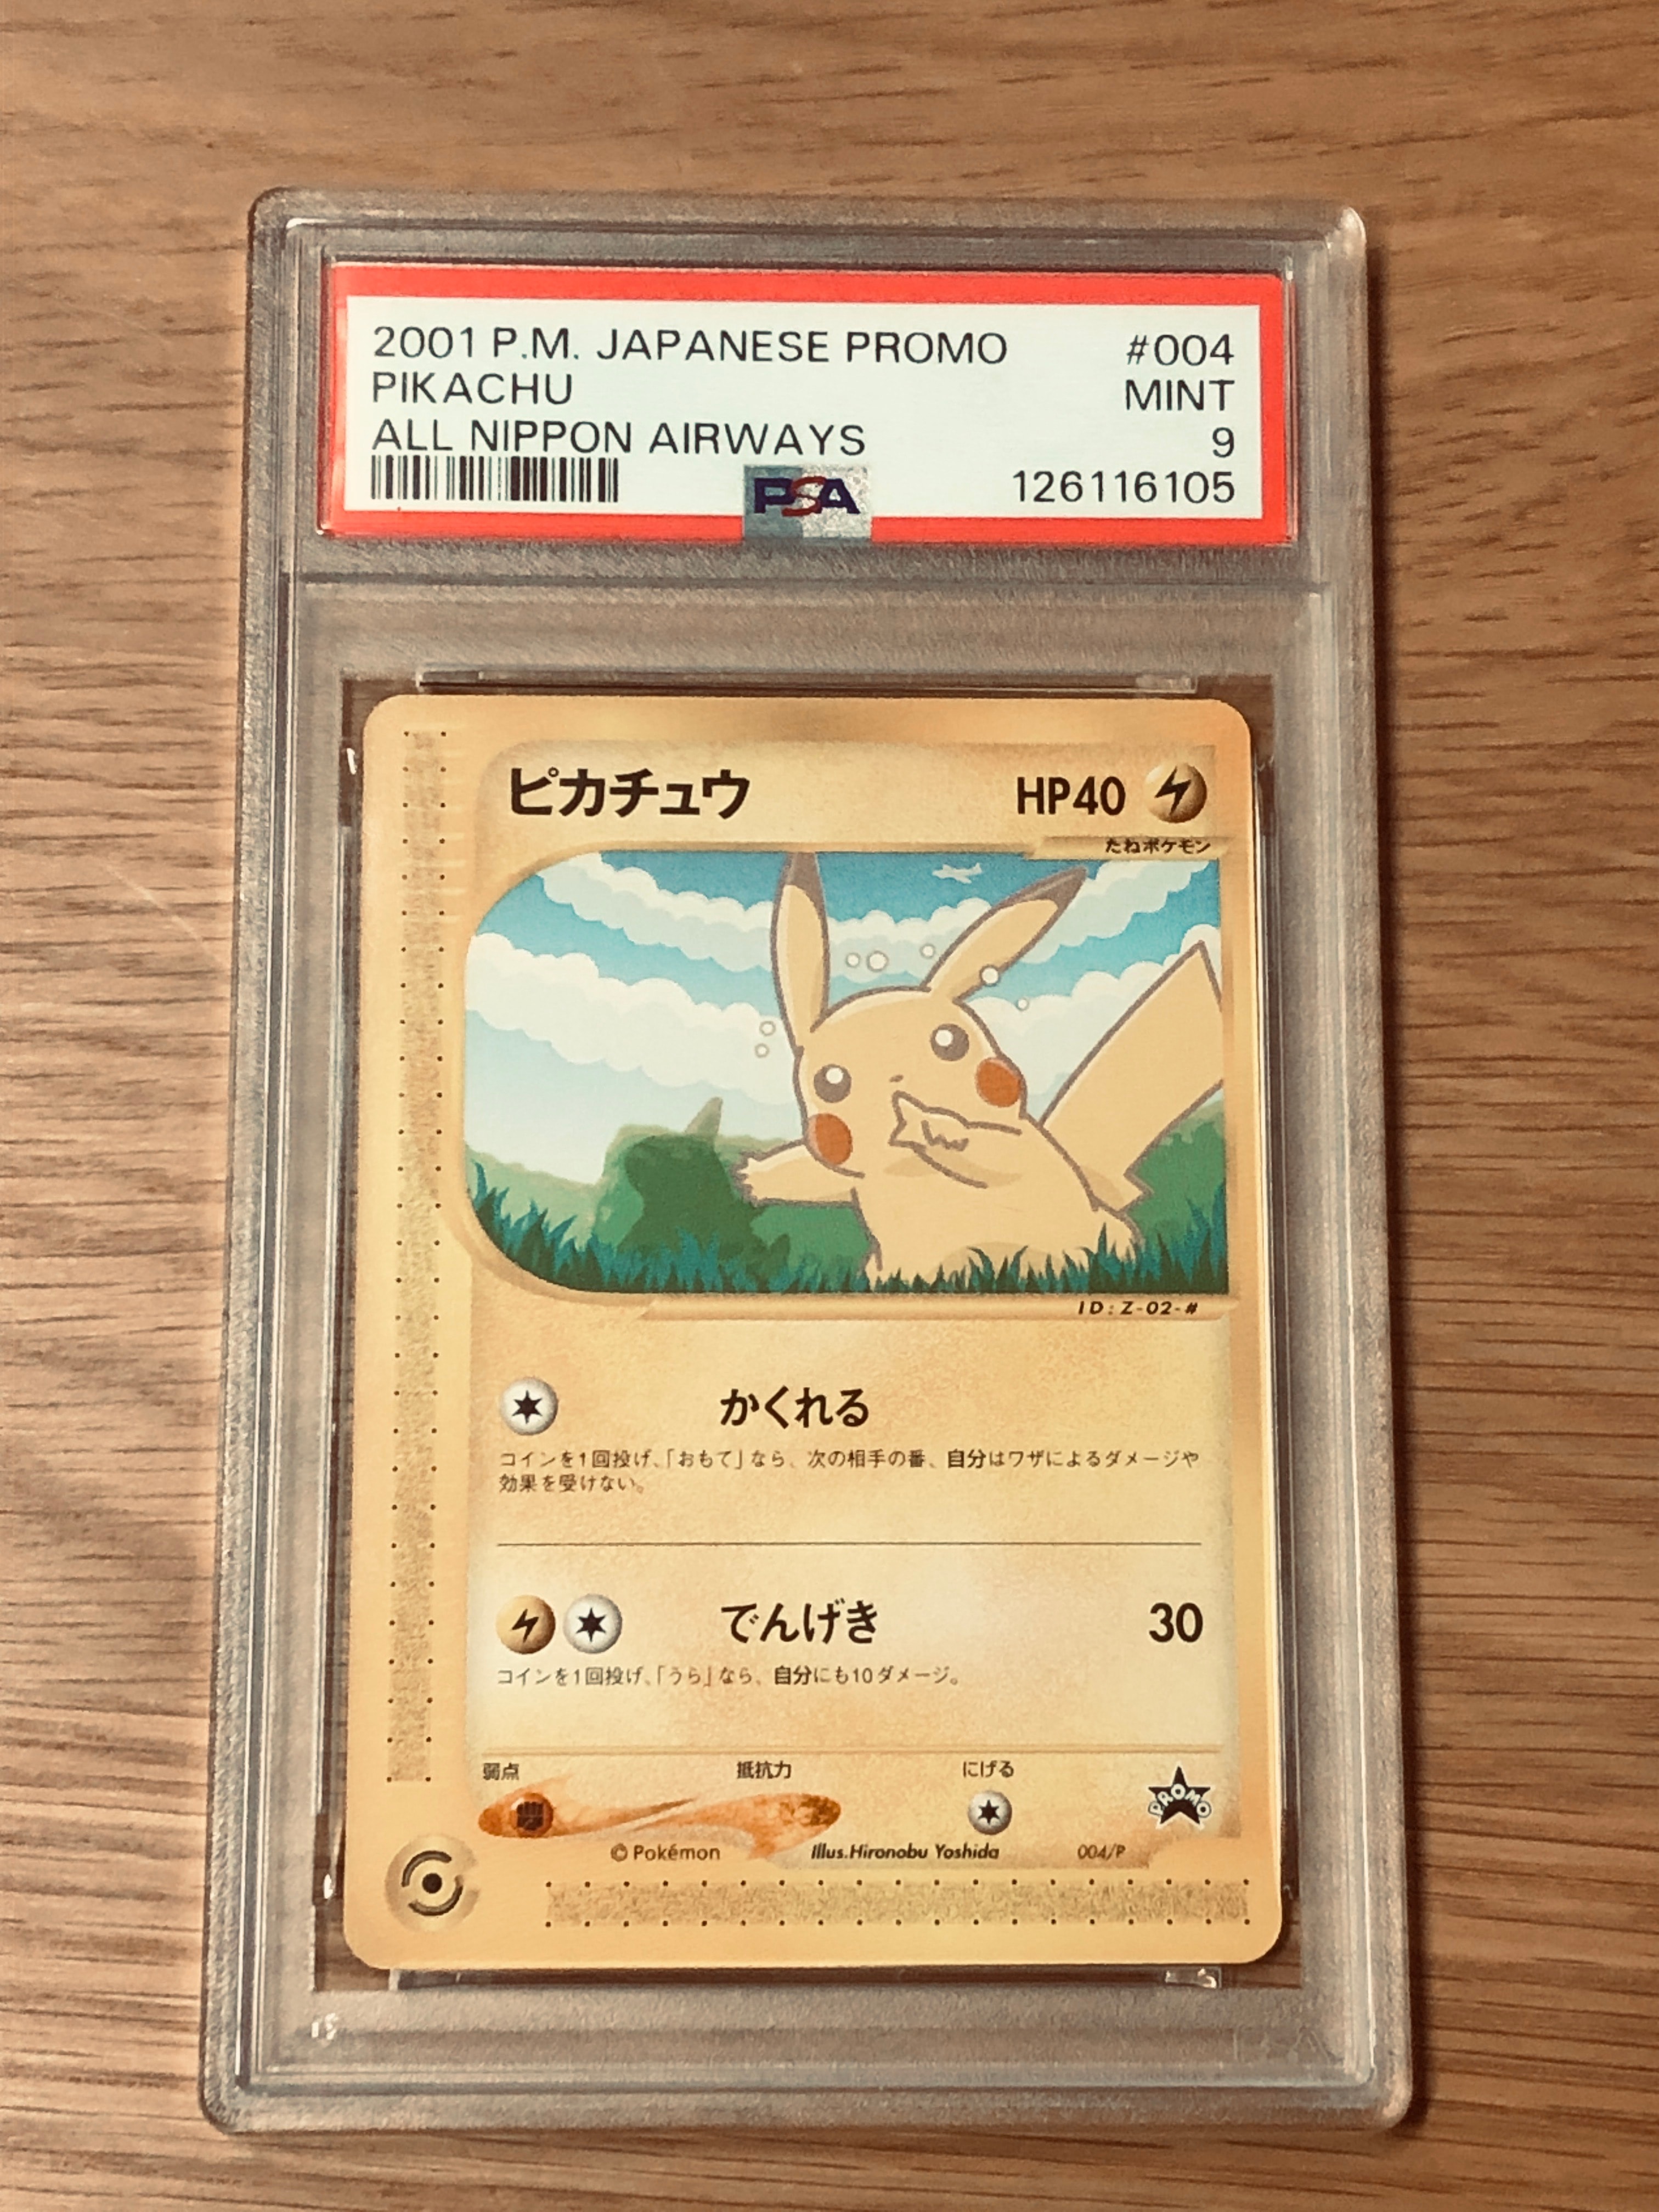 2001 P.M. JAPANESE PROMO #004
PIKACHU MINT
ALL NIPPON AIRWAYS 9
PSA 126116105
ピカチュウ HP40
たねポケモン
ID:Z-02-#
かくれる
コインを1回投げ、「おもて」なら、次の相手の番、自分はワザによるダメージや
効果を受けない。
でんげき 30
コインを1回投げ、「うら」なら、自分にも10ダメージ。
弱点 抵抗力 にげる
PROMO
©Pokémon Illus.Hironobu Yoshida 004/P